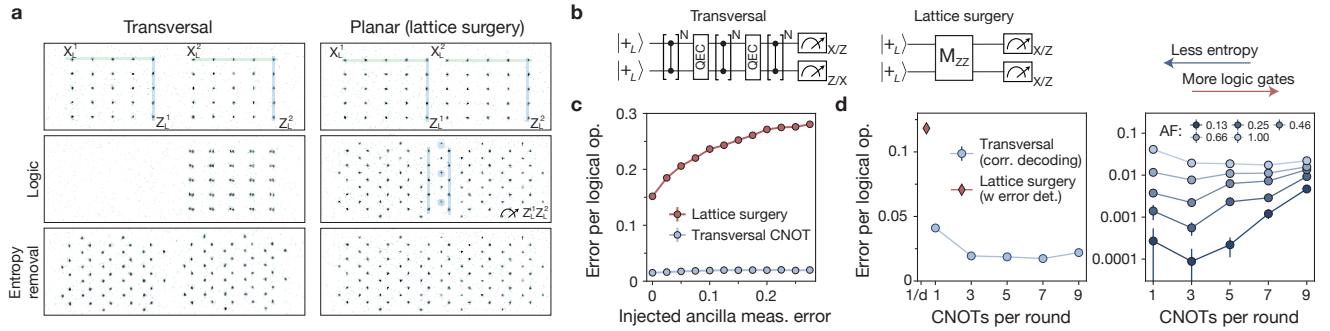 a
Transversal
Planar (lattice surgery)
X_L^1
X_L^2
X_L^1
X_L^2
Z_L^1
Z_L^2
Z_L^1
Z_L^2
Logic
Z_L^1Z_L^2
Entropy
removal
b
Transversal
Lattice surgery
|+_L⟩
|+_L⟩
N
QEC
N
QEC
N
X/Z
Z/X
|+_L⟩
|+_L⟩
M_ZZ
X/Z
X/Z
Less entropy
More logic gates
c
Error per logical op.
0.3
0.2
0.1
0
Lattice surgery
Transversal CNOT
0
0.1
0.2
Injected ancilla meas. error
d
Error per logical op.
0.1
0.05
0
Transversal
(corr. decoding)
Lattice surgery
(w error det.)
1/d 1 3 5 7 9
CNOTs per round
AF: 0.13 0.25 0.46
0.66 1.00
0.1
0.01
0.001
0.0001
1 3 5 7 9
CNOTs per round